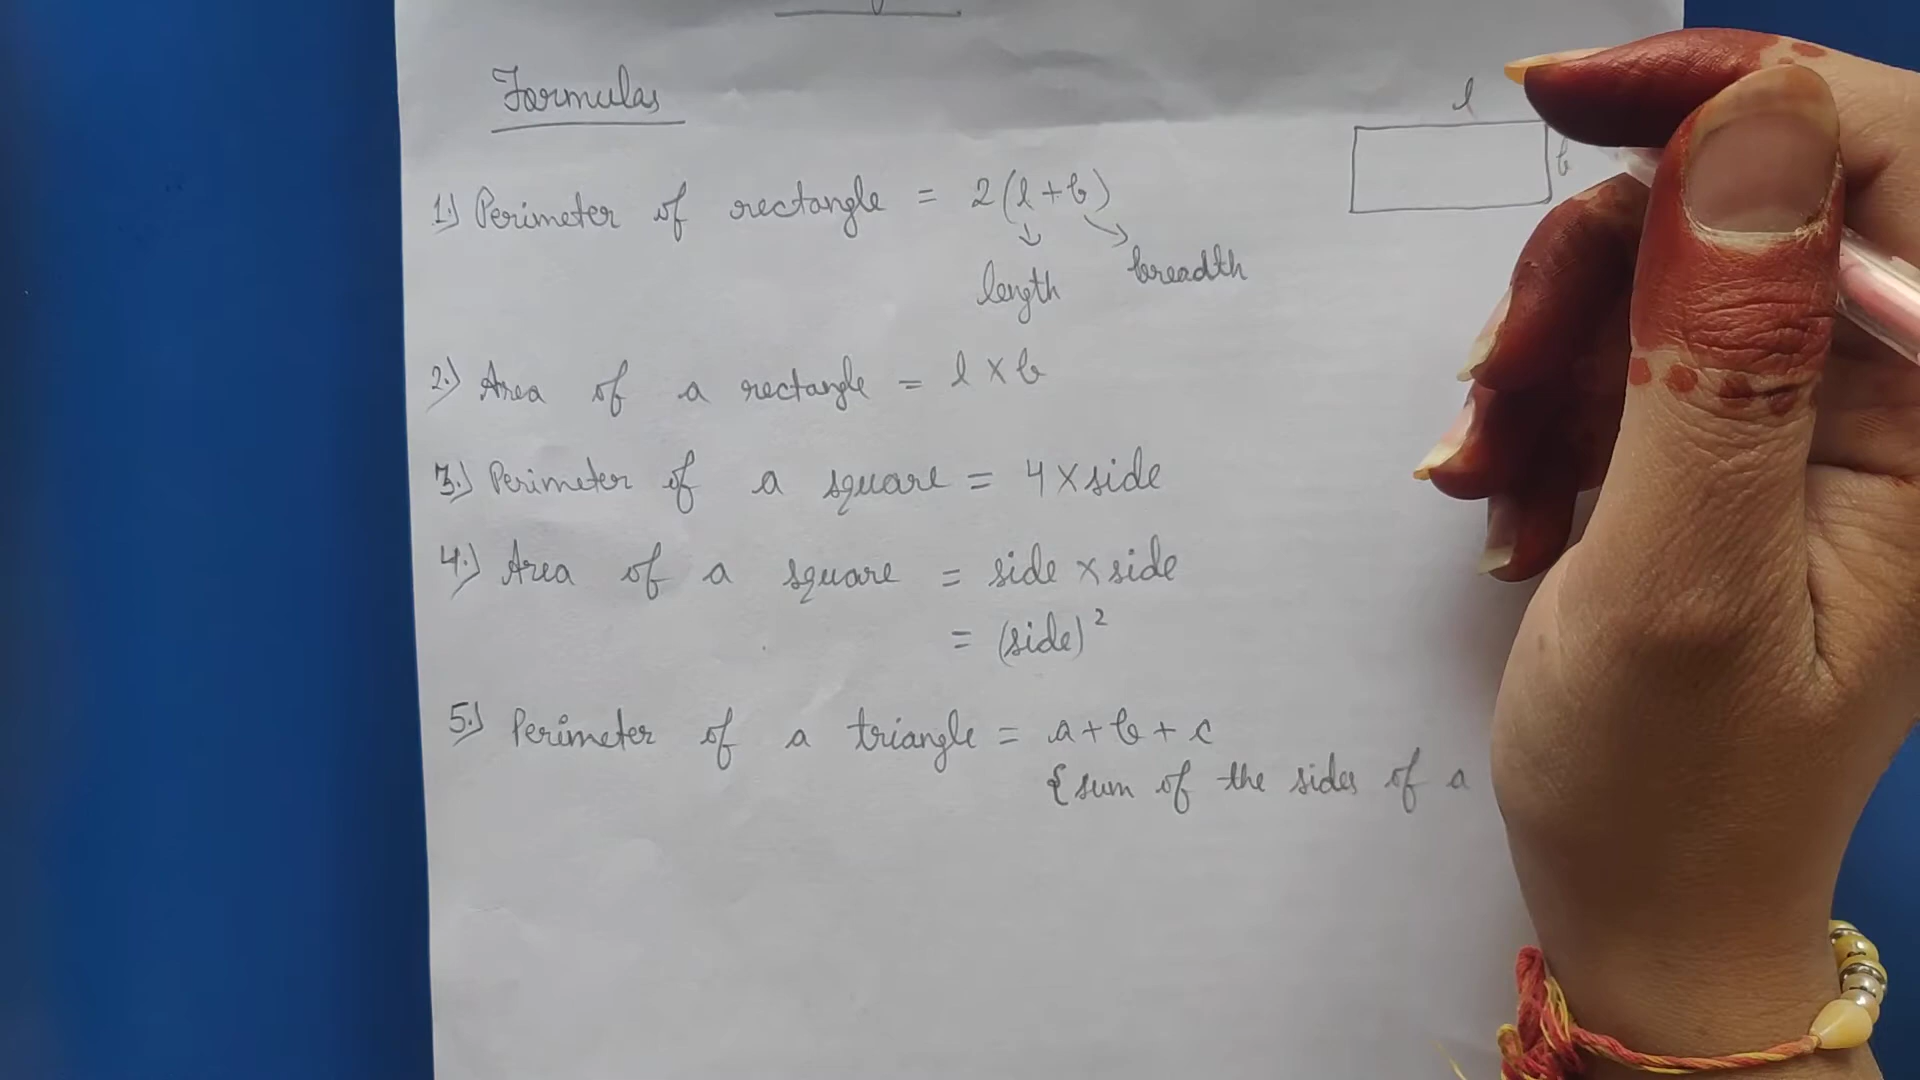 Formulas
l
b
1.) Perimeter of rectangle = 2(l+b)
length
breadth
2.) Area of a rectangle = l × b
3.) Perimeter of a square = 4 × side
4.) Area of a square = side × side
= (side)²
5.) Perimeter of a triangle = a + b + c
{sum of the sides of a